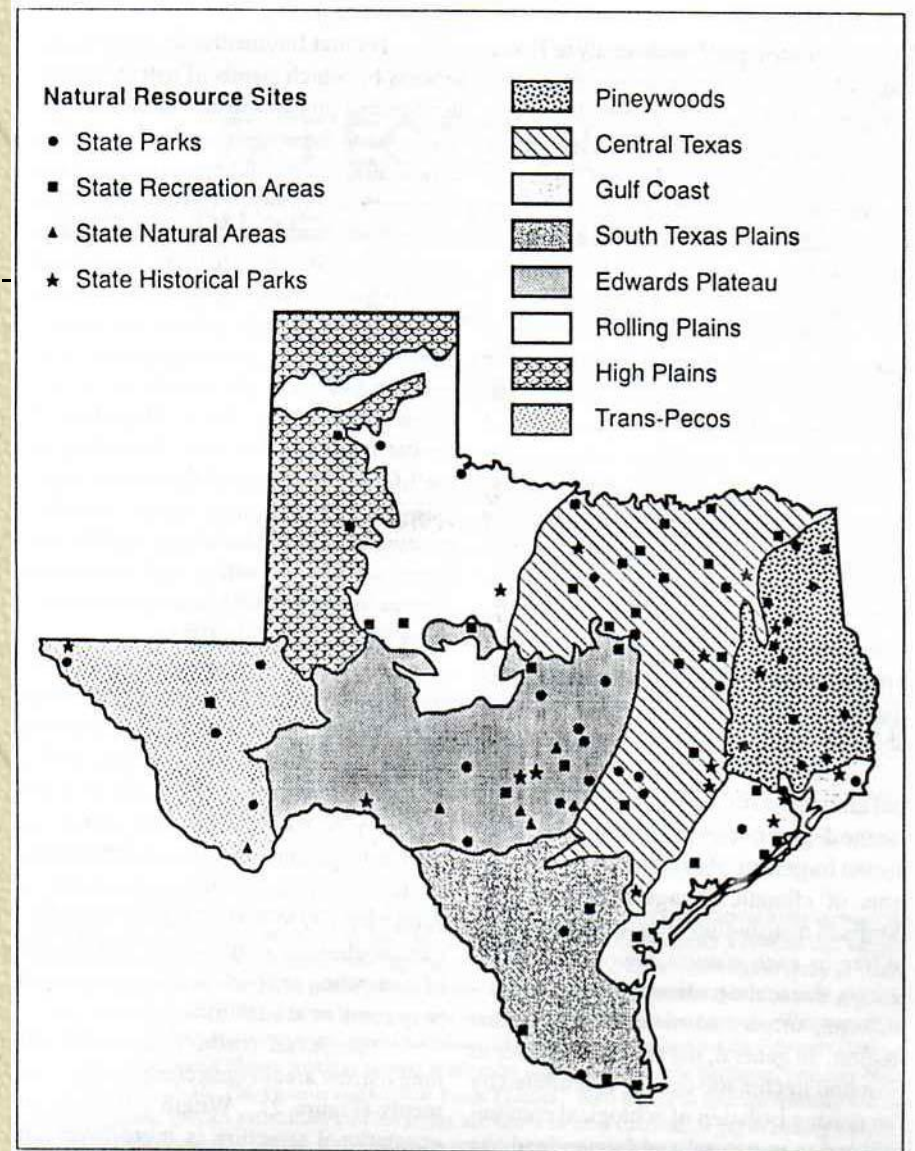 Natural Resource Sites
State Parks
State Recreation Areas
State Natural Areas
State Historical Parks
Pineywoods
Central Texas
Gulf Coast
South Texas Plains
Edwards Plateau
Rolling Plains
High Plains
Trans-Pecos